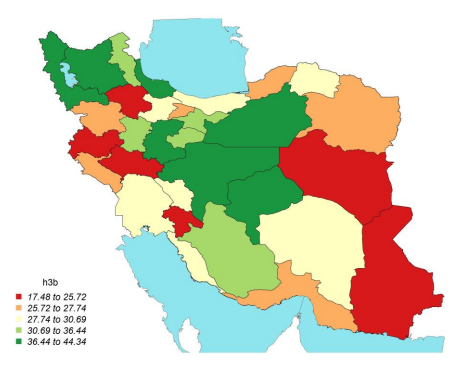 h3b
17.48 to 25.72
25.72 to 27.74
27.74 to 30.69
30.69 to 36.44
36.44 to 44.34